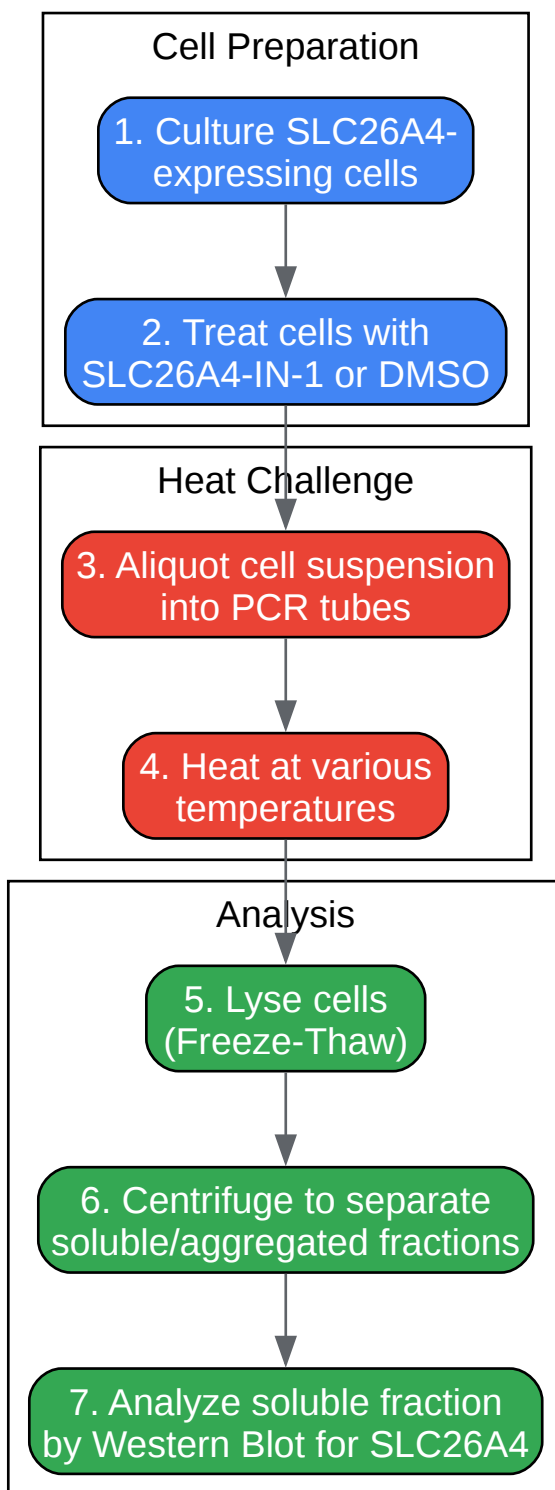 Cell Preparation
1. Culture SLC26A4-
expressing cells
2. Treat cells with
SLC26A4-IN-1 or DMSO
Heat Challenge
3. Aliquot cell suspension
into PCR tubes
4. Heat at various
temperatures
Analysis
5. Lyse cells
(Freeze-Thaw)
6. Centrifuge to separate
soluble/aggregated fractions
7. Analyze soluble fraction
by Western Blot for SLC26A4